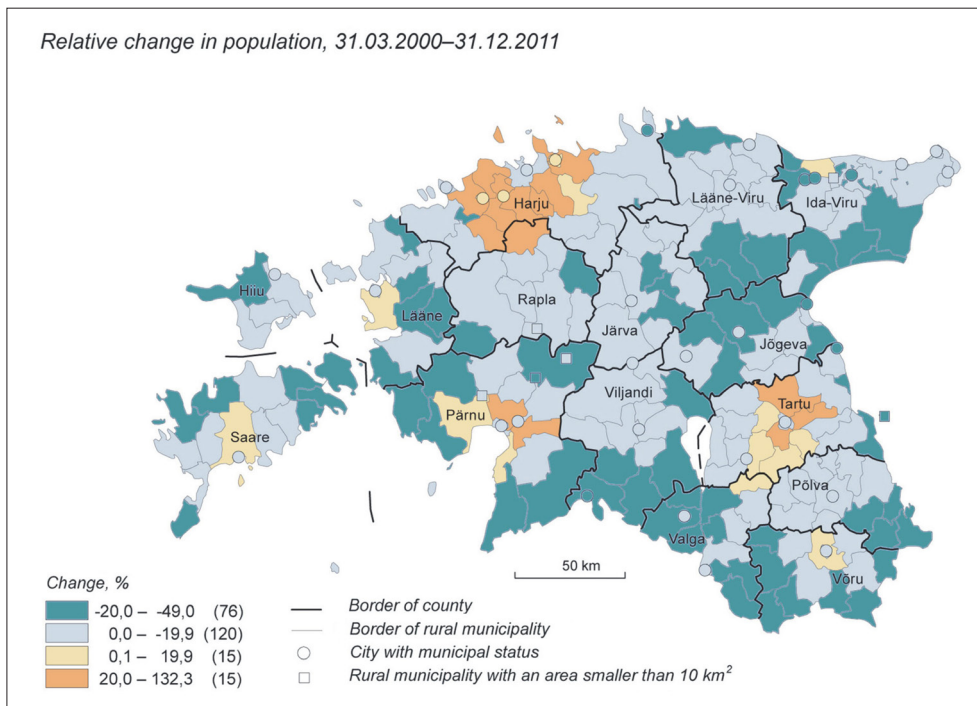 Relative change in population, 31.03.2000–31.12.2011
Harju
Lääne-Viru
Ida-Viru
Hiiu
Lääne
Rapla
Järva
Jõgeva
Saare
Pärnu
Viljandi
Tartu
Põlva
Valga
Võru
50 km
Change, %
-20,0 – -49,0 (76)
0,0 – -19,9 (120)
0,1 – 19,9 (15)
20,0 – 132,3 (15)
Border of county
Border of rural municipality
City with municipal status
Rural municipality with an area smaller than 10 km²